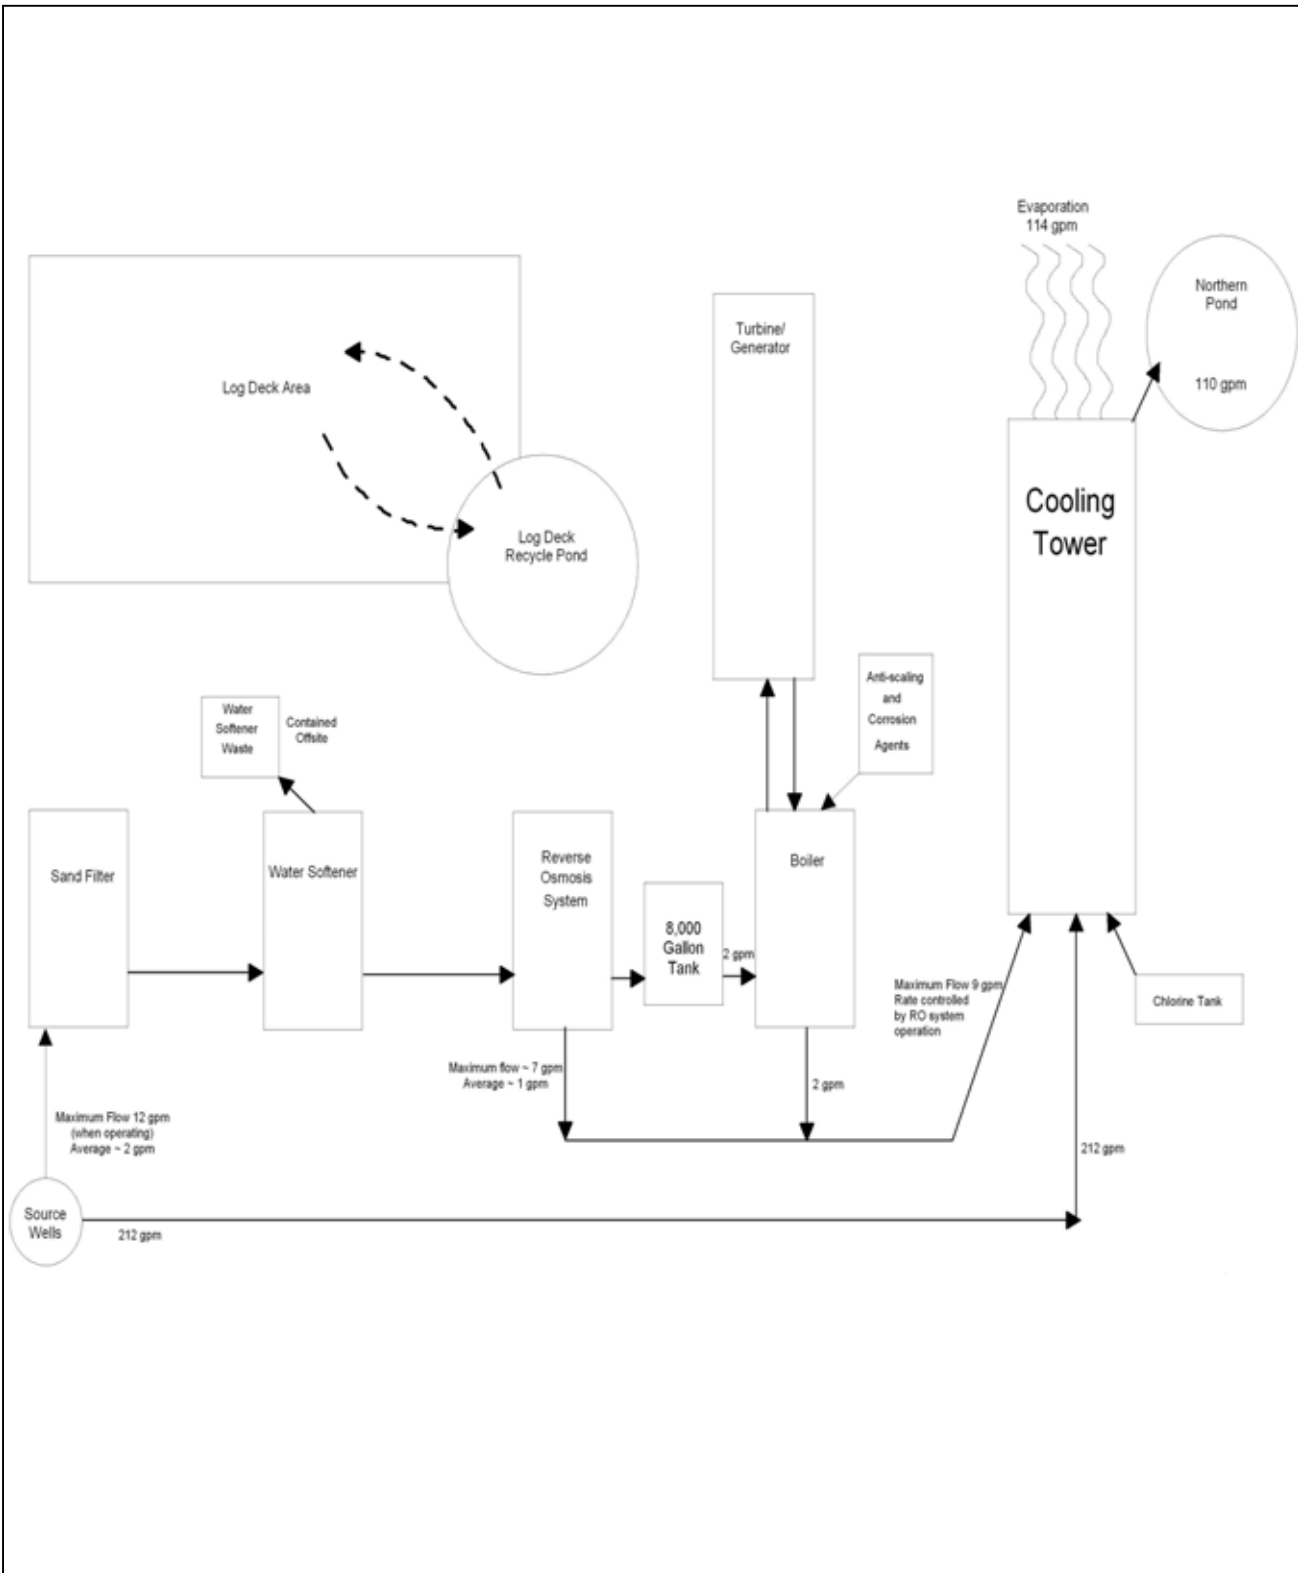 Evaporation
114 gpm
Northern
Pond
110 gpm
Turbine/
Generator
Log Deck Area
Cooling
Tower
Log Deck
Recycle Pond
Anti-scaling
and
Corrosion
Agents
Water
Softener
Waste
Contained
Offsite
Sand Filter
Water Softener
Reverse
Osmosis
System
8,000
Gallon
Tank
2 gpm
Boiler
Maximum Flow 9 gpm
Rate controlled
by RO system
operation
Chlorine Tank
Maximum flow ~ 7 gpm
Average ~ 1 gpm
2 gpm
Maximum Flow 12 gpm
(when operating)
Average ~ 2 gpm
212 gpm
Source
Wells
212 gpm